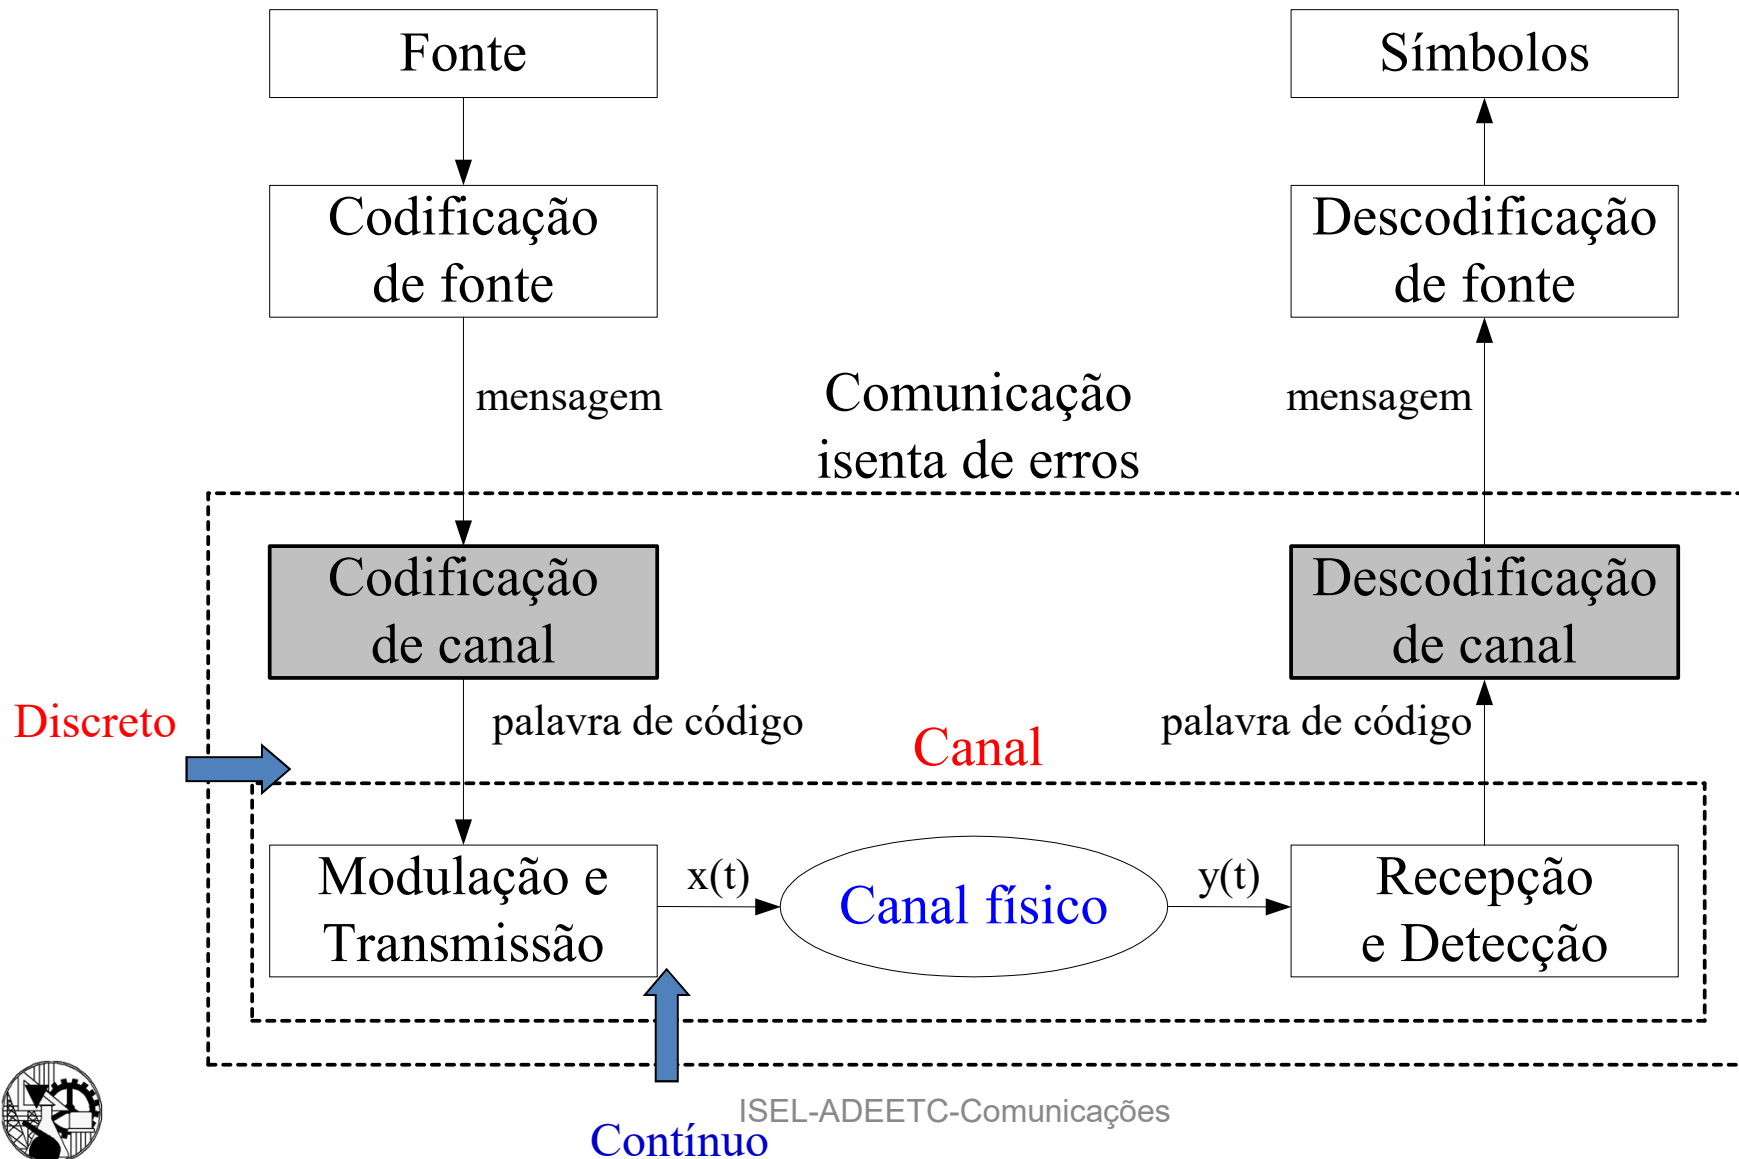 Fonte
Símbolos
Codificação
de fonte
Descodificação
de fonte
mensagem
Comunicação
isenta de erros
mensagem
Codificação
de canal
Descodificação
de canal
Discreto
palavra de código
Canal
palavra de código
Modulação e
Transmissão
x(t)
Canal físico
y(t)
Recepção
e Detecção
ISEL-ADEETC-Comunicações
Contínuo